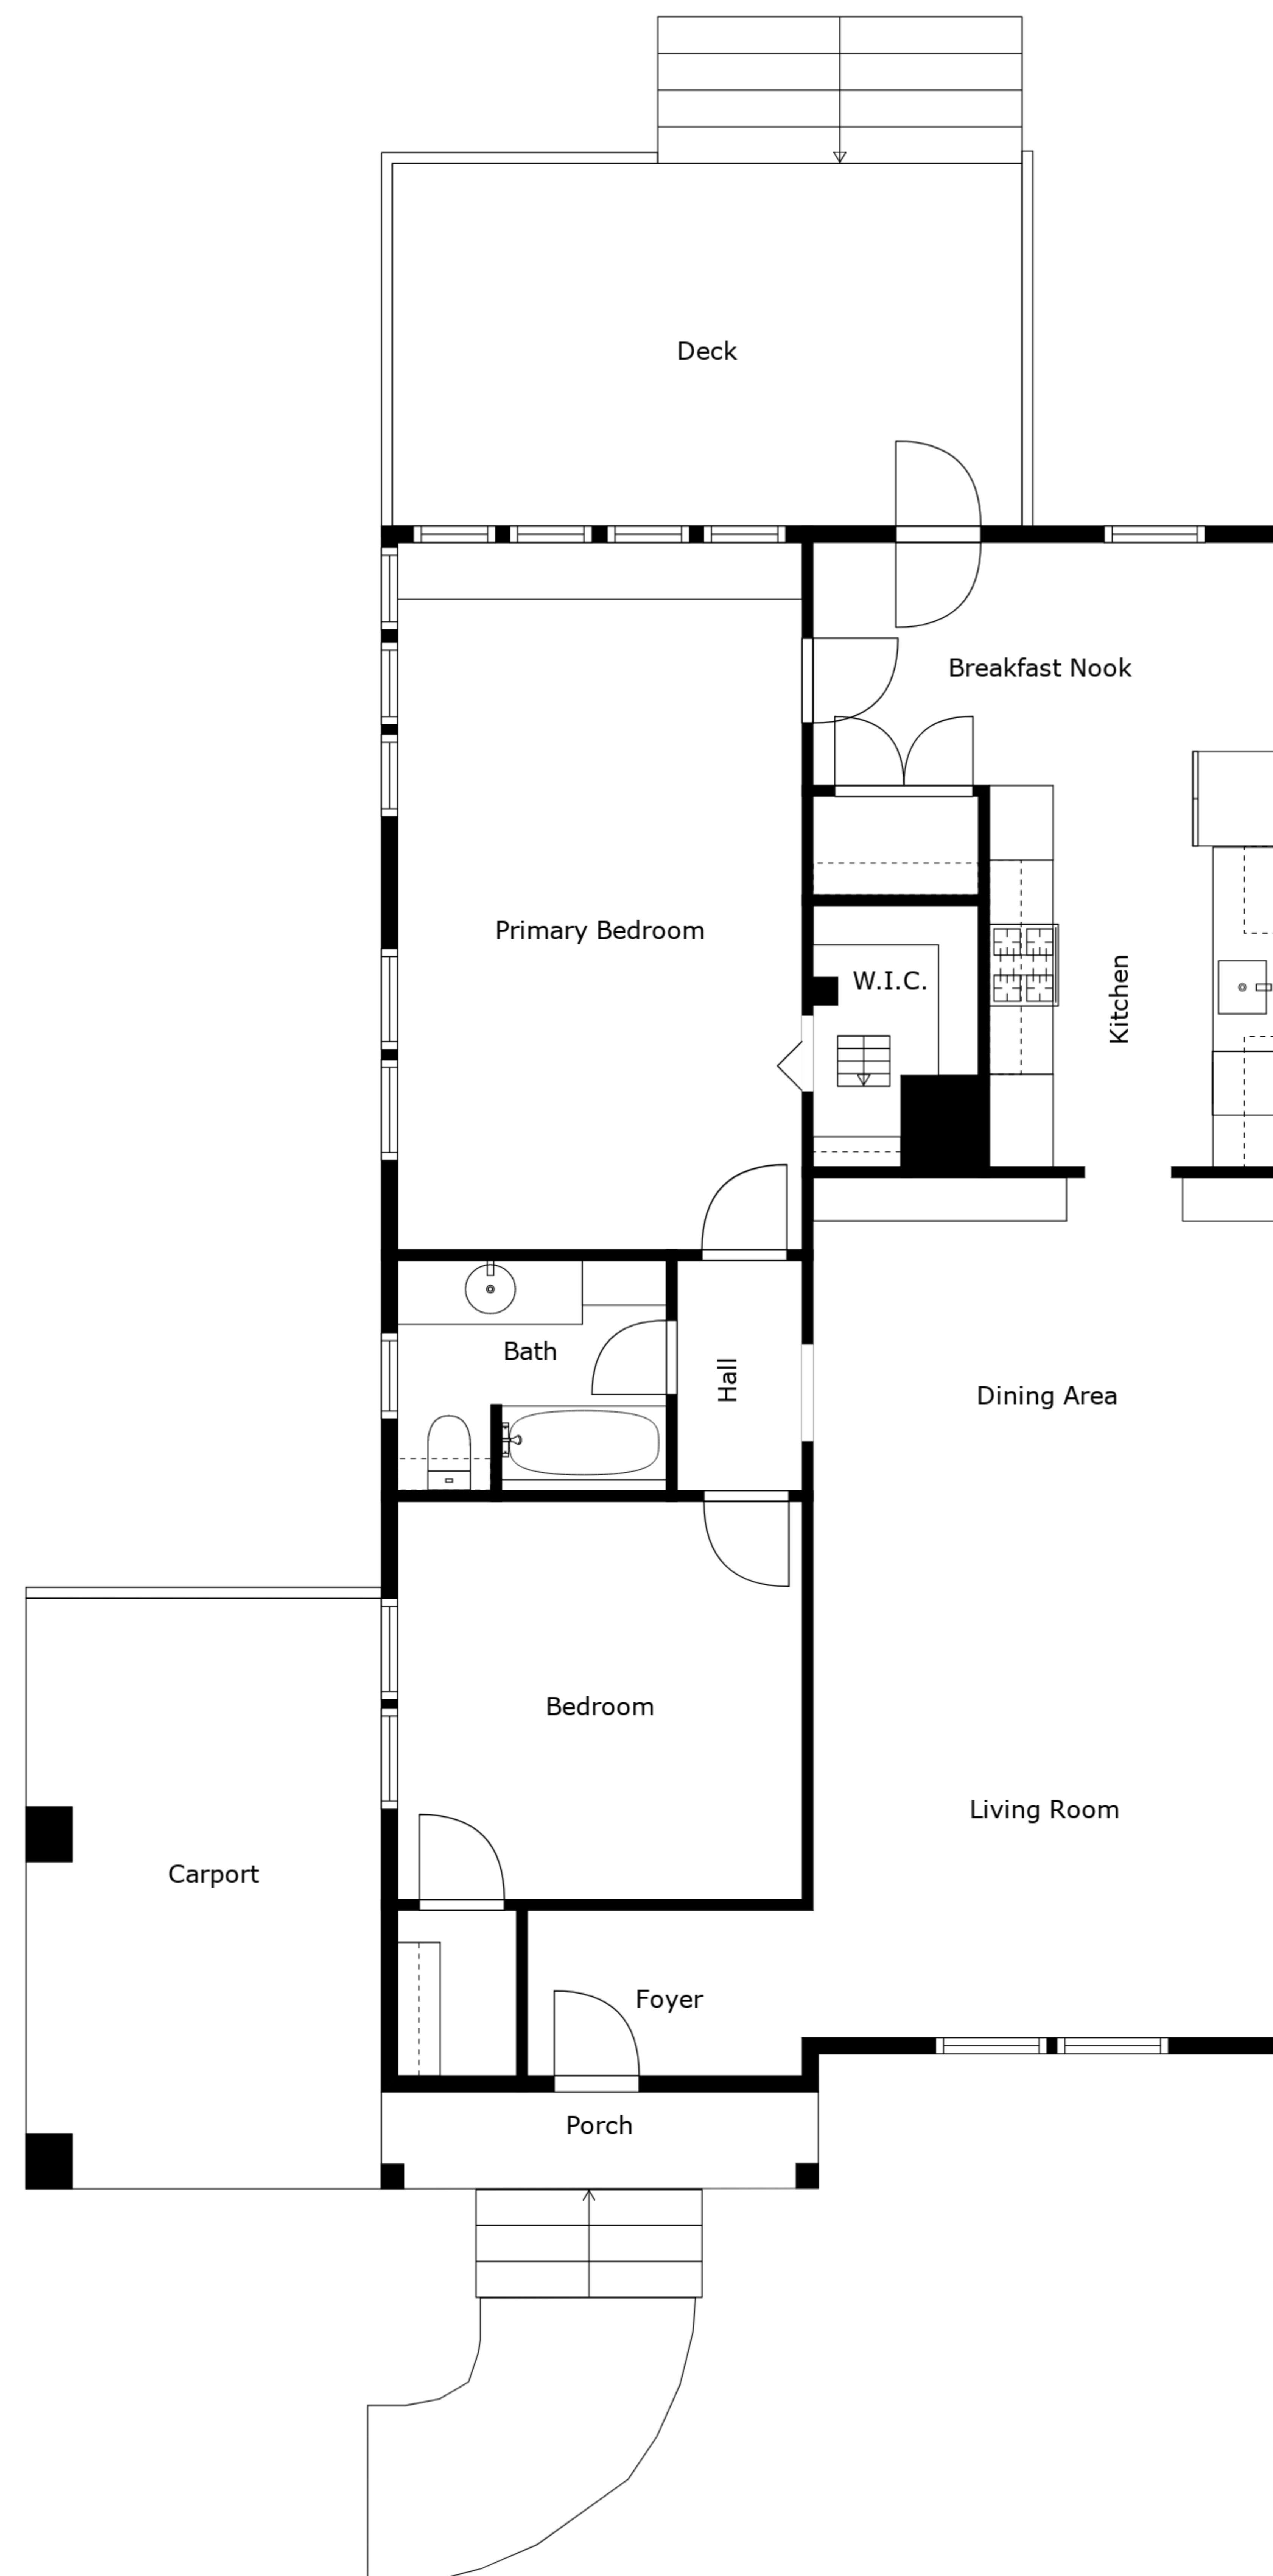 Deck
Breakfast Nook
Primary Bedroom
W.I.C.
Kitchen
Bath
Hall
Dining Area
Bedroom
Living Room
Carport
Foyer
Porch